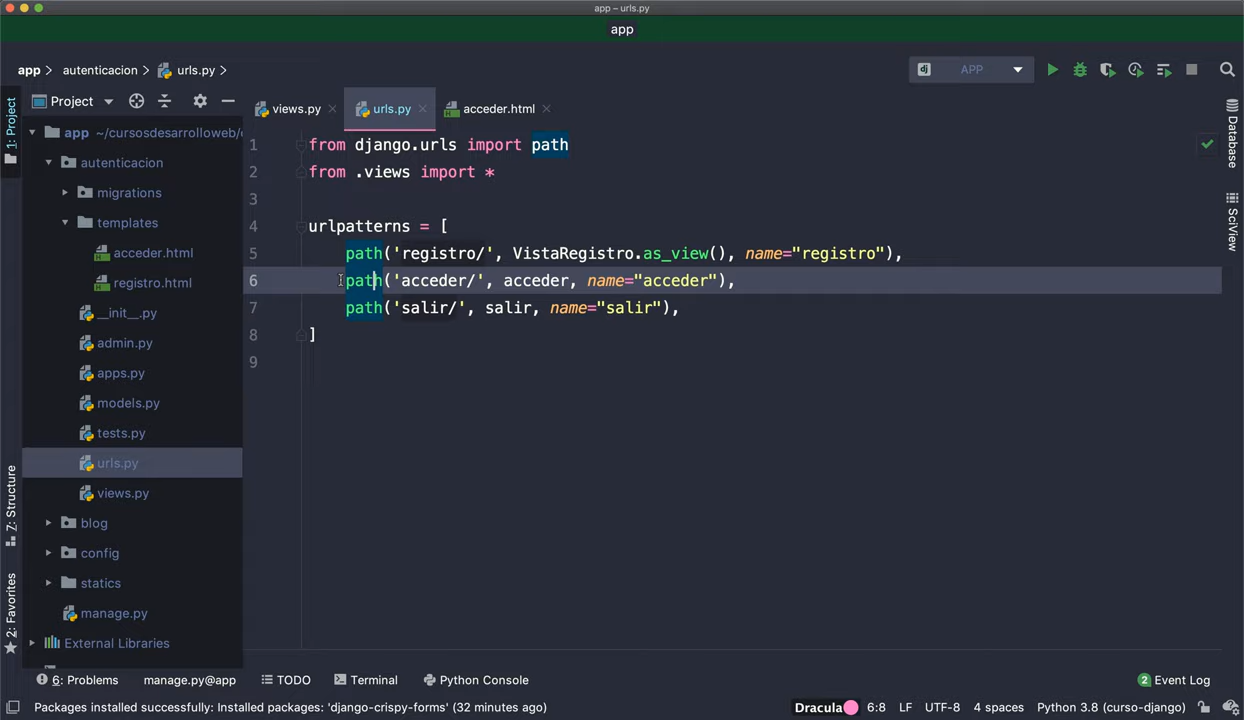 app – urls.py
app
app autenticacion urls.py
APP
1: Project
Project
views.py urls.py acceder.html
app ~/cursosdesarrolloweb/
autenticacion
migrations
templates
acceder.html
registro.html
__init__.py
admin.py
apps.py
models.py
tests.py
urls.py
views.py
blog
config
statics
manage.py
External Libraries
1 from django.urls import path
2 from .views import *
3
4 urlpatterns = [
5 path('registro/', VistaRegistro.as_view(), name="registro"),
6 path('acceder/', acceder, name="acceder"),
7 path('salir/', salir, name="salir"),
8 ]
9
Database
SciView
Z: Structure
2: Favorites
6: Problems manage.py@app TODO Terminal Python Console 2 Event Log
Packages installed successfully: Installed packages: 'django-crispy-forms' (32 minutes ago) Dracula 6:8 LF UTF-8 4 spaces Python 3.8 (curso-django)